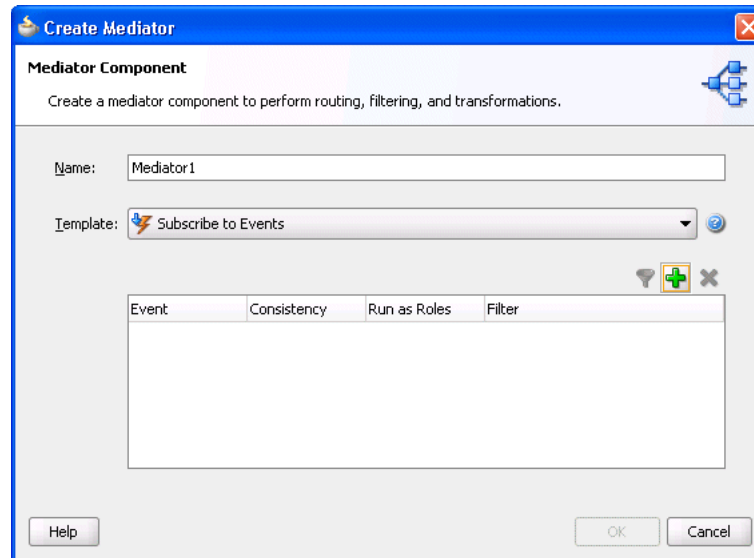 Create Mediator
Mediator Component
Create a mediator component to perform routing, filtering, and transformations.
Name: Mediator1
Template: Subscribe to Events
Event Consistency Run as Roles Filter
Help OK Cancel